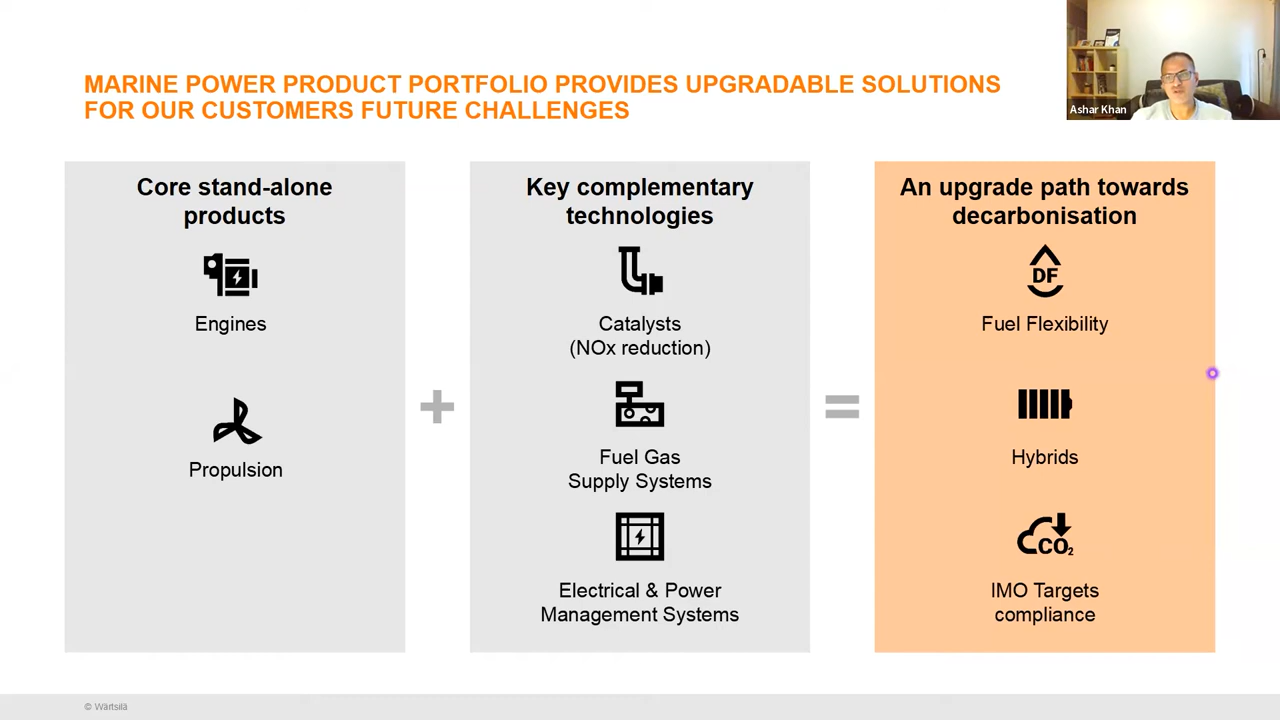 MARINE POWER PRODUCT PORTFOLIO PROVIDES UPGRADABLE SOLUTIONS
FOR OUR CUSTOMERS FUTURE CHALLENGES
Ashar Khan
Core stand-alone
products
Engines
Propulsion
+
Key complementary
technologies
Catalysts
(NOx reduction)
Fuel Gas
Supply Systems
Electrical & Power
Management Systems
=
An upgrade path towards
decarbonisation
DF
Fuel Flexibility
Hybrids
CO₂
IMO Targets
compliance
© Wärtsilä